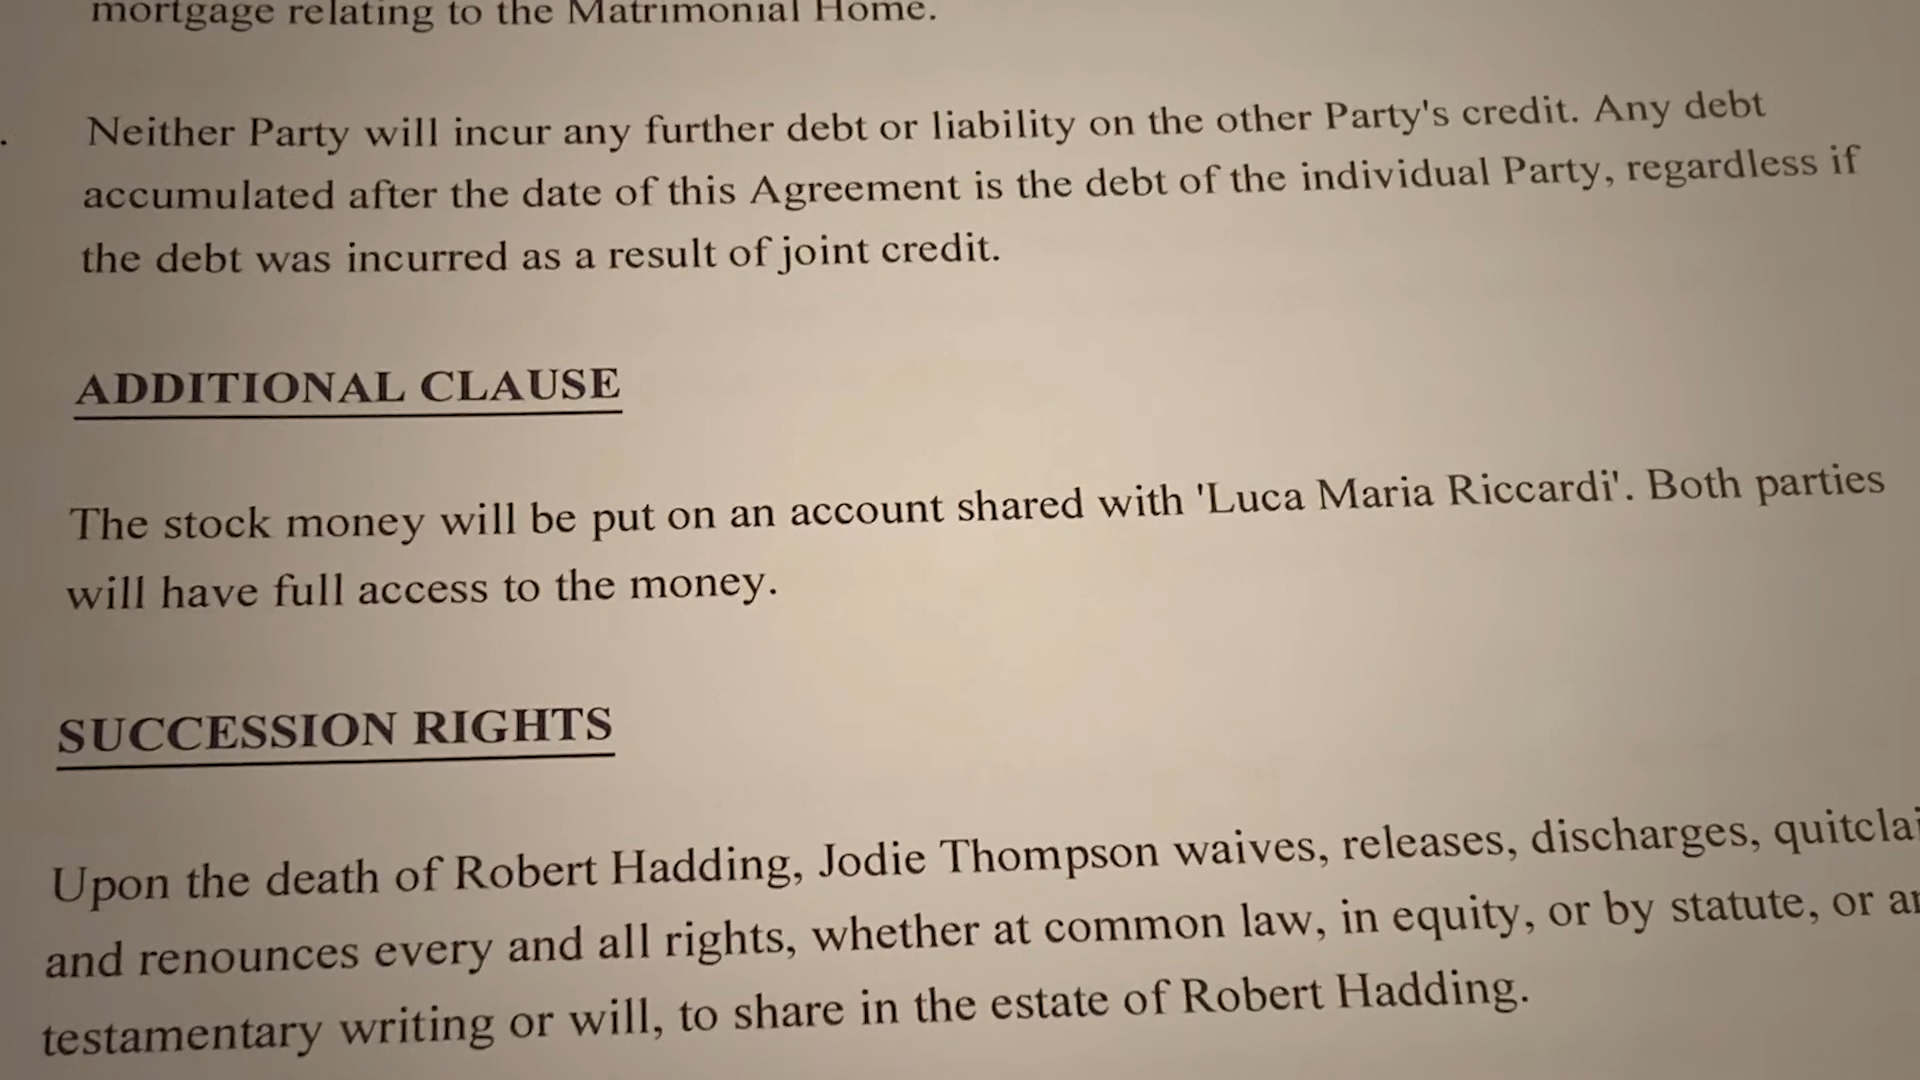 mortgage relating to the Matrimonial Home.
Neither Party will incur any further debt or liability on the other Party's credit. Any debt
accumulated after the date of this Agreement is the debt of the individual Party, regardless if
the debt was incurred as a result of joint credit.
ADDITIONAL CLAUSE
The stock money will be put on an account shared with 'Luca Maria Riccardi'. Both parties
will have full access to the money.
SUCCESSION RIGHTS
Upon the death of Robert Hadding, Jodie Thompson waives, releases, discharges,
and renounces every and all rights, whether at common law, in equity, or by statute, or
testamentary writing or will, to share in the estate of Robert Hadding.